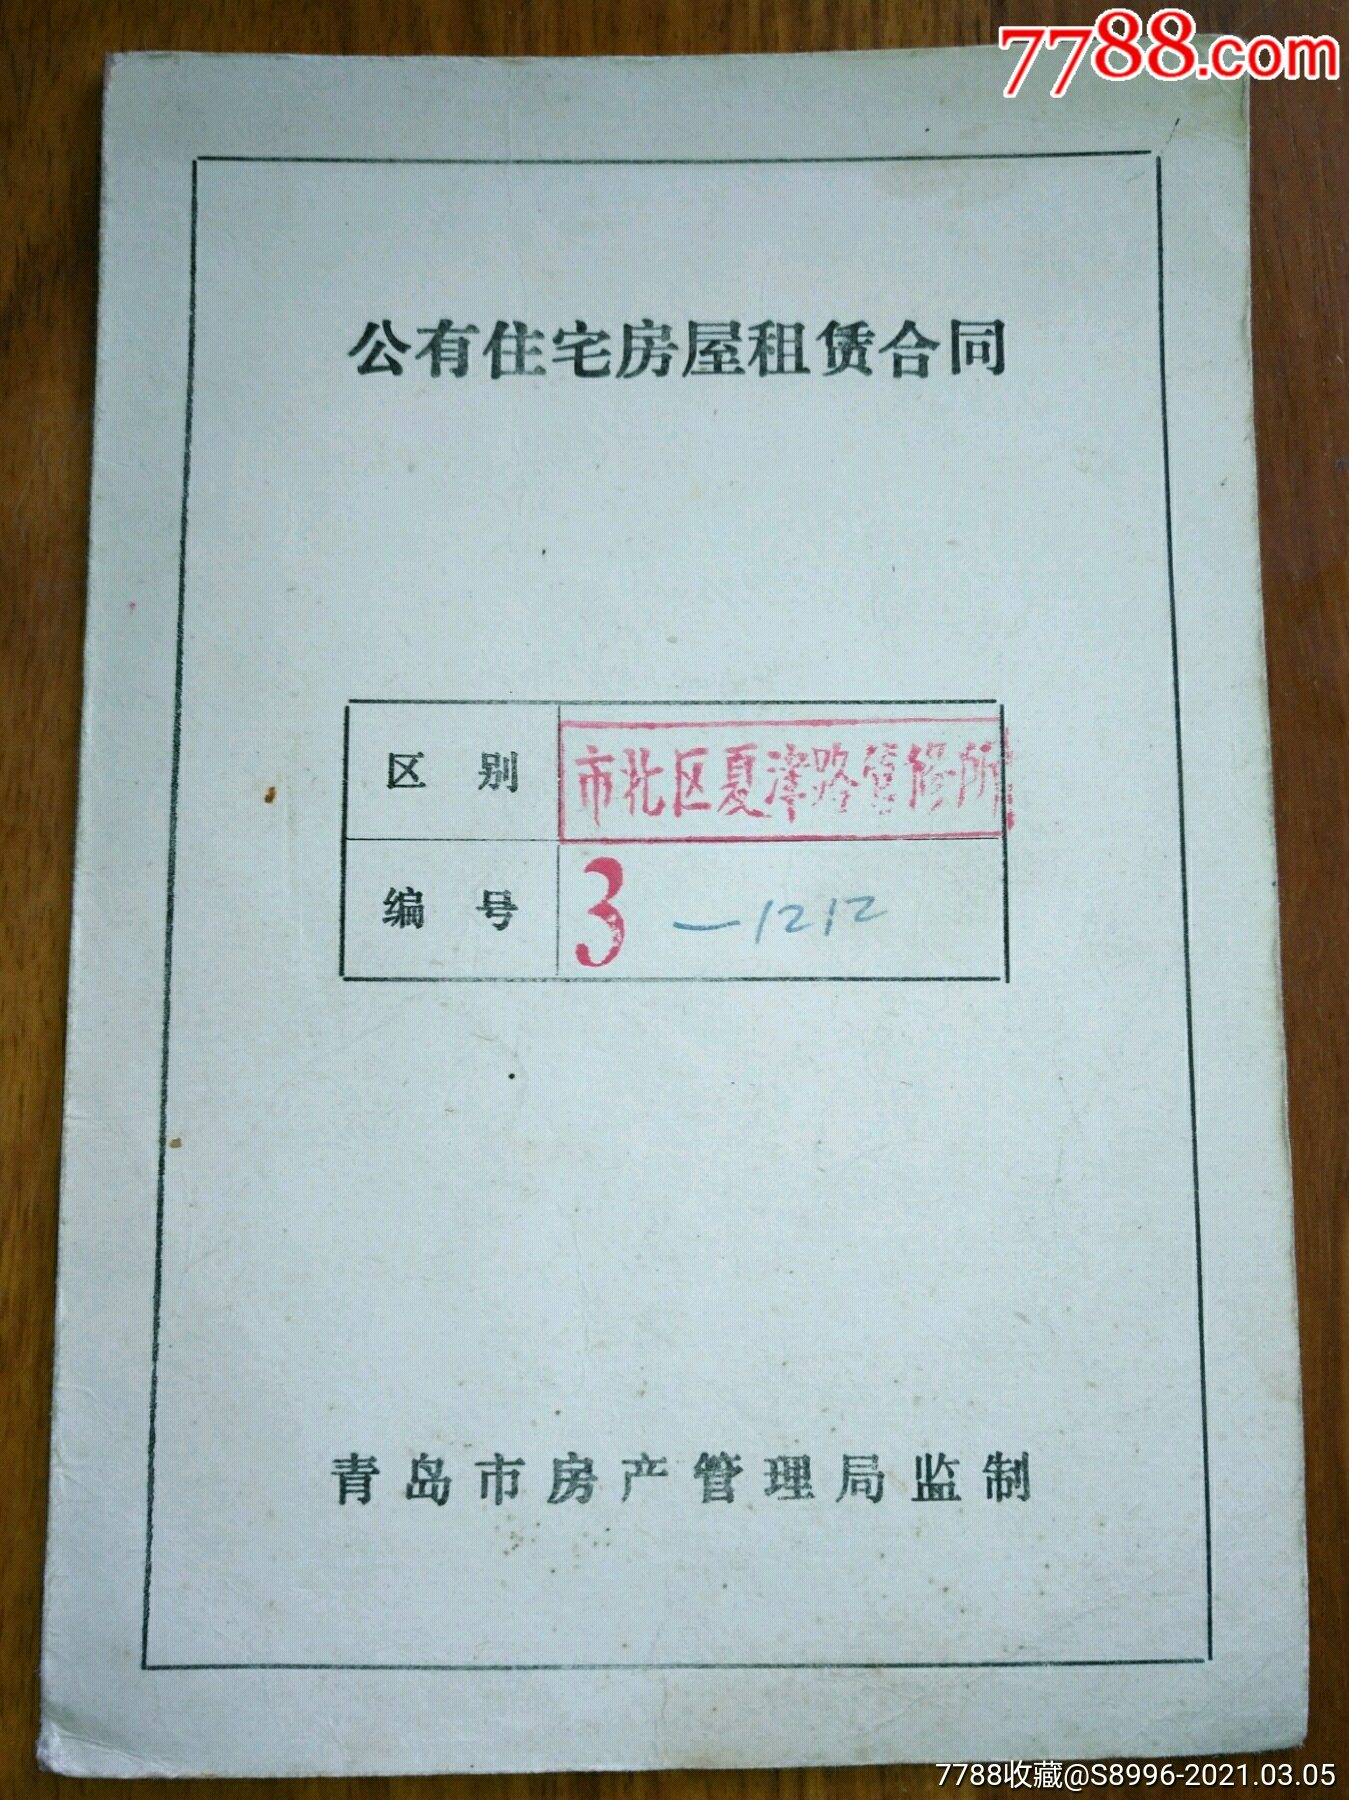 7788.com
公有住宅房屋租赁合同
区别 市北区夏津路管修所
编号 3 —1212
青岛市房产管理局监制
7788收藏@S8996-2021.03.05